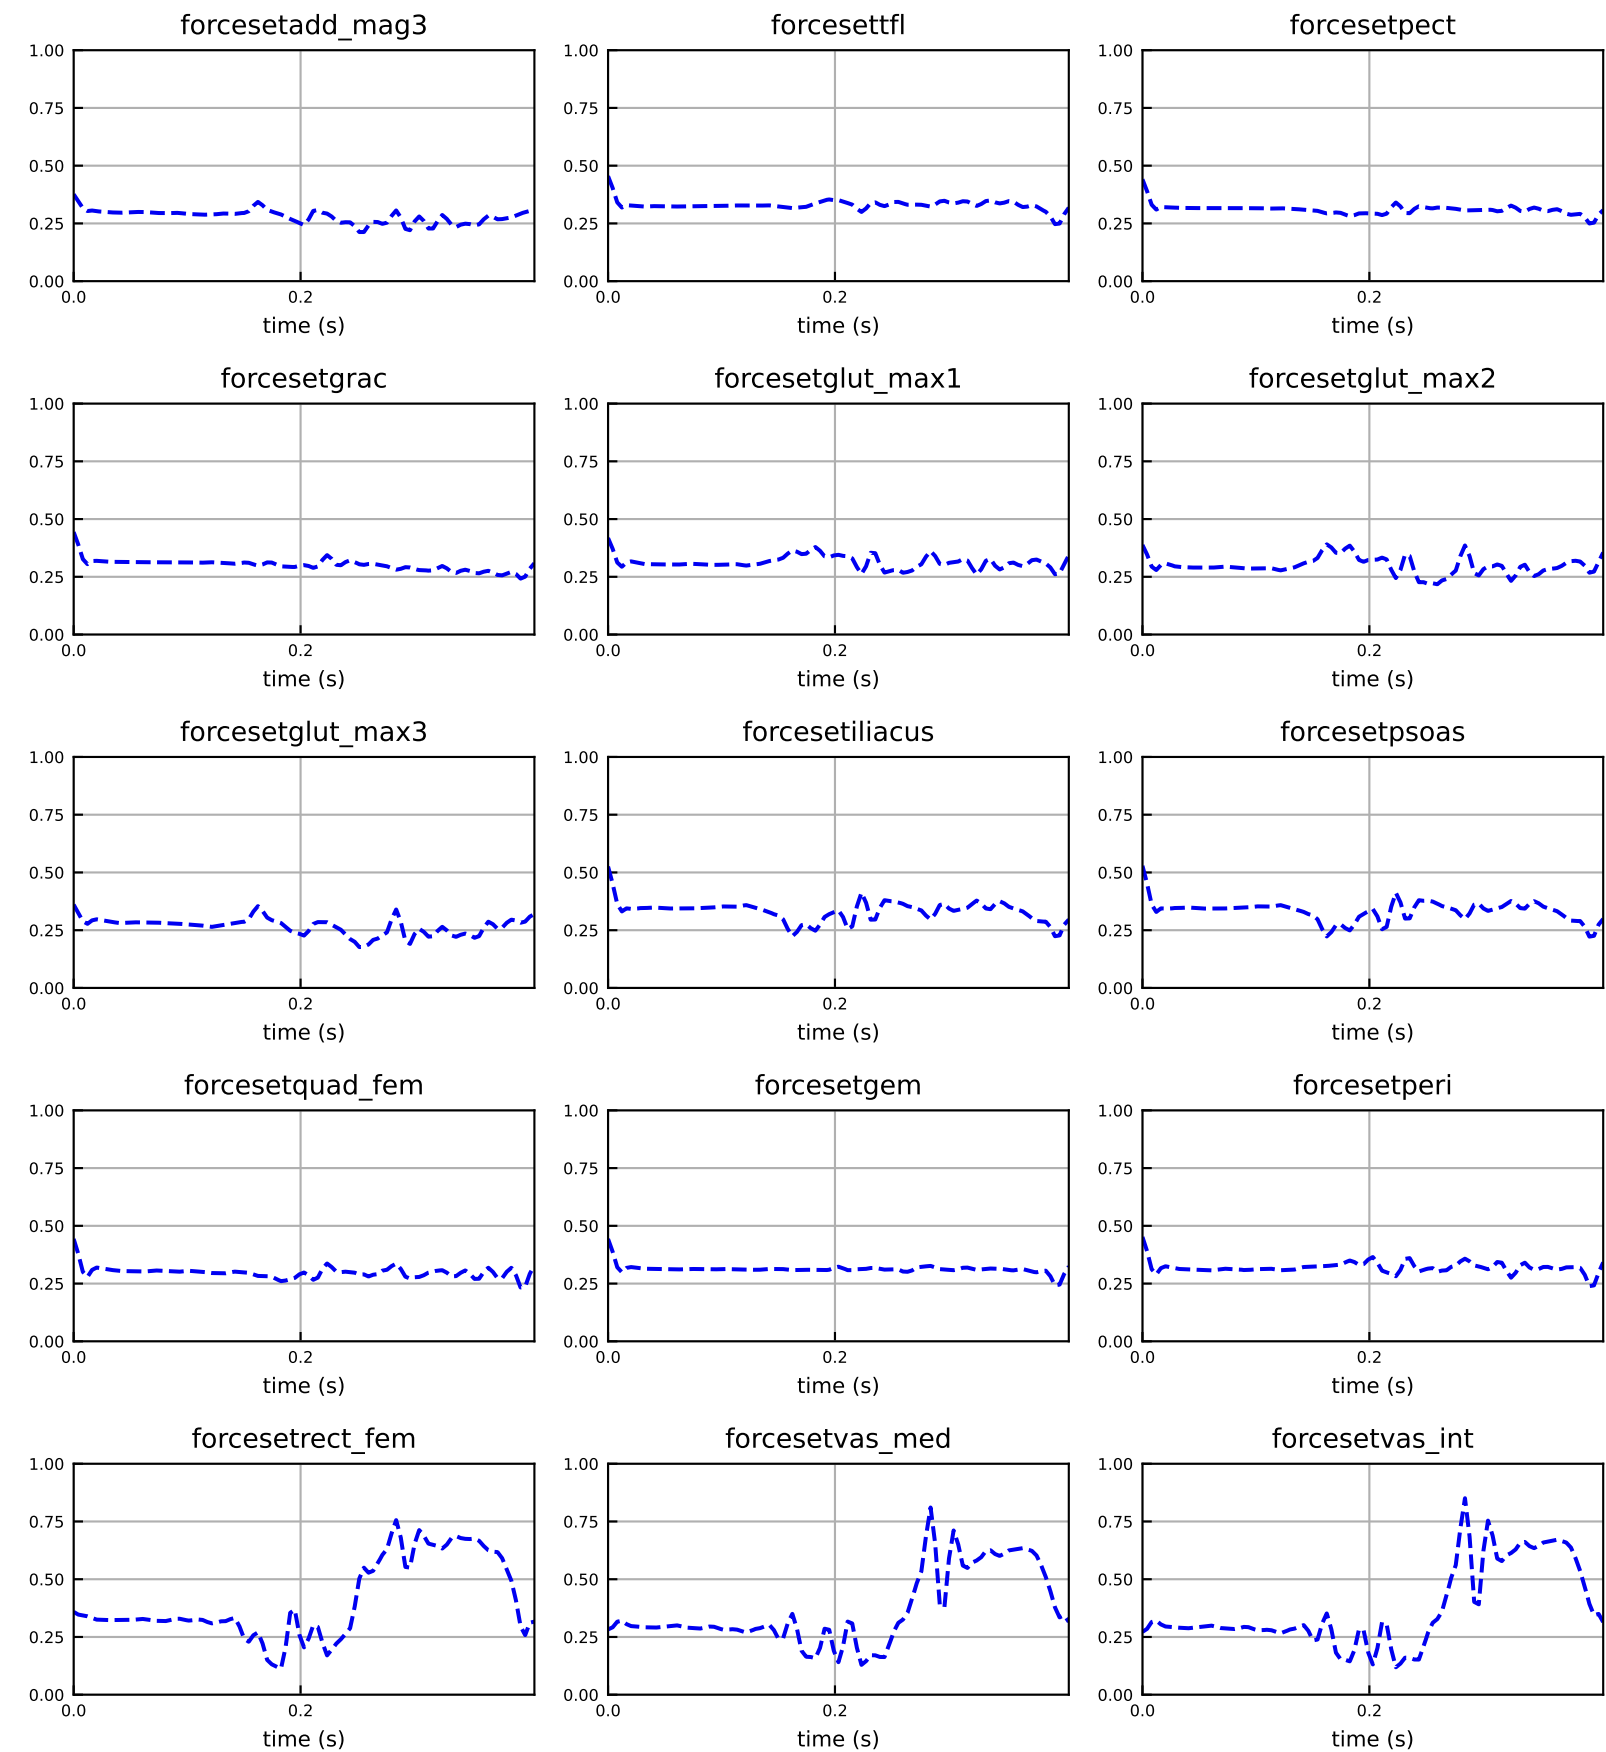 forcesetadd_mag3 forcesettfl forcesetpect
1.00 1.00 1.00
0.75 0.75 0.75
0.50 0.50 0.50
0.25 0.25 0.25
0.00 0.00 0.00
0.0 0.2 0.0 0.2 0.0 0.2
time (s) time (s) time (s)
forcesetgrac forcesetglut_max1 forcesetglut_max2
1.00 1.00 1.00
0.75 0.75 0.75
0.50 0.50 0.50
0.25 0.25 0.25
0.00 0.00 0.00
0.0 0.2 0.0 0.2 0.0 0.2
time (s) time (s) time (s)
forcesetglut_max3 forcesetiliacus forcesetpsoas
1.00 1.00 1.00
0.75 0.75 0.75
0.50 0.50 0.50
0.25 0.25 0.25
0.00 0.00 0.00
0.0 0.2 0.0 0.2 0.0 0.2
time (s) time (s) time (s)
forcesetquad_fem forcesetgem forcesetperi
1.00 1.00 1.00
0.75 0.75 0.75
0.50 0.50 0.50
0.25 0.25 0.25
0.00 0.00 0.00
0.0 0.2 0.0 0.2 0.0 0.2
time (s) time (s) time (s)
forcesetrect_fem forcesetvas_med forcesetvas_int
1.00 1.00 1.00
0.75 0.75 0.75
0.50 0.50 0.50
0.25 0.25 0.25
0.00 0.00 0.00
0.0 0.2 0.0 0.2 0.0 0.2
time (s) time (s) time (s)